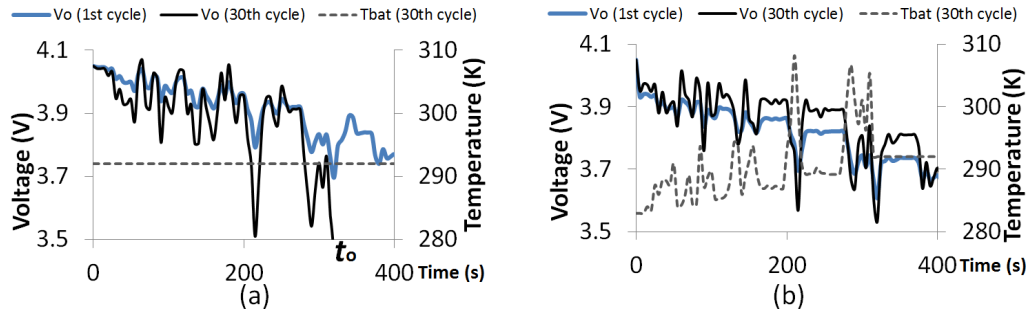 Vo (1st cycle) Vo (30th cycle) Tbat (30th cycle)
4.1
3.9
3.7
3.5
Voltage (V)
310
300
290
280
Temperature (K)
to
0 200 400 Time (s)
(a)
Vo (1st cycle) Vo (30th cycle) Tbat (30th cycle)
4.1
3.9
3.7
3.5
Voltage (V)
310
300
290
280
Temperature (K)
0 200 400 Time (s)
(b)